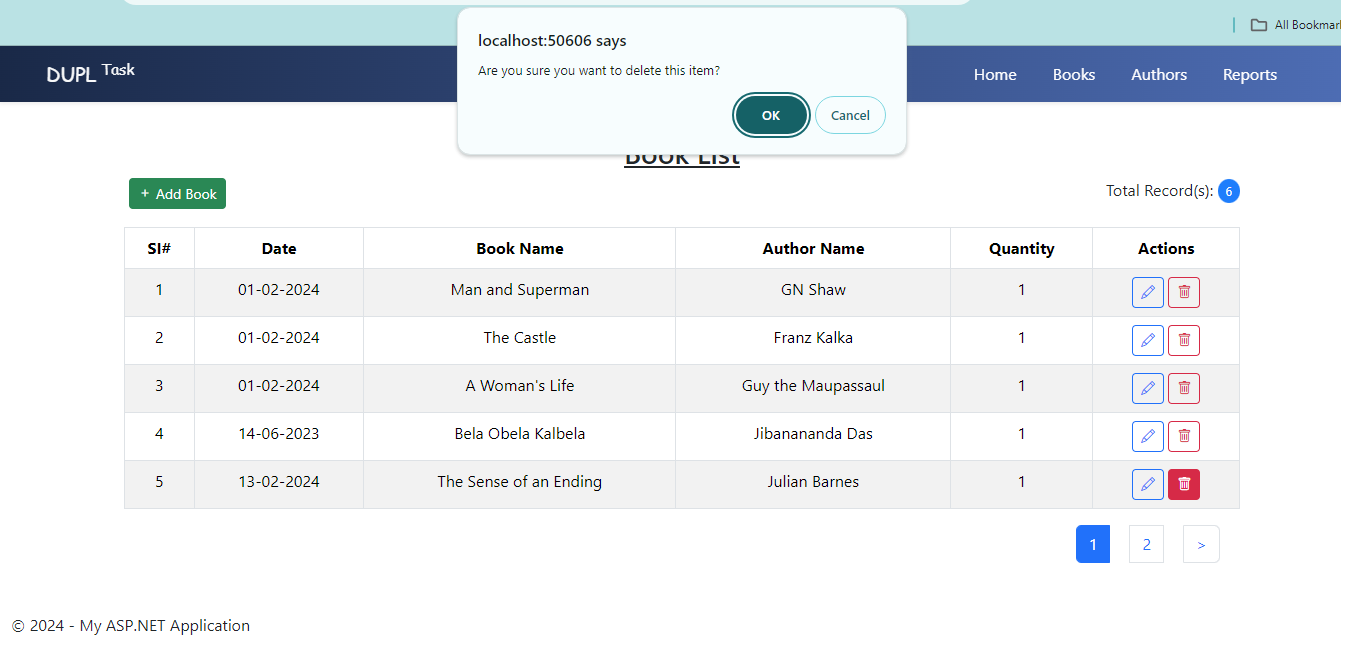 All Bookmark
localhost:50606 says
Are you sure you want to delete this item?
OK Cancel
DUPL Task
Home Books Authors Reports
Book List
+ Add Book
Total Record(s): 6
SI# Date Book Name Author Name Quantity Actions
1 01-02-2024 Man and Superman GN Shaw 1
2 01-02-2024 The Castle Franz Kalka 1
3 01-02-2024 A Woman's Life Guy the Maupassaul 1
4 14-06-2023 Bela Obela Kalbela Jibanananda Das 1
5 13-02-2024 The Sense of an Ending Julian Barnes 1
1 2 >
© 2024 - My ASP.NET Application